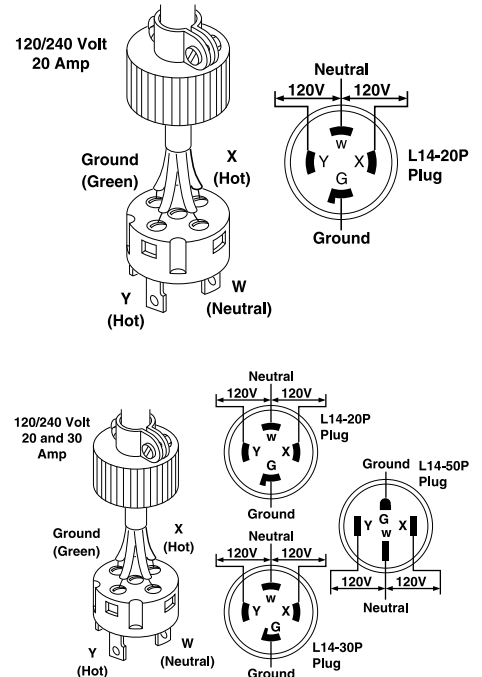 120/240 Volt
20 Amp
Ground
(Green)
X
(Hot)
Y
(Hot)
W
(Neutral)
Neutral
120V 120V
W
Y X
G
Ground
L14-20P
Plug
120/240 Volt
20 and 30
Amp
Ground
(Green)
X
(Hot)
Y
(Hot)
W
(Neutral)
Neutral
120V 120V
W
Y X
G
Ground
L14-20P
Plug
Neutral
120V 120V
W
Y X
G
Ground
L14-30P
Plug
Ground
L14-50P
Plug
G
Y X
W
120V 120V
Neutral